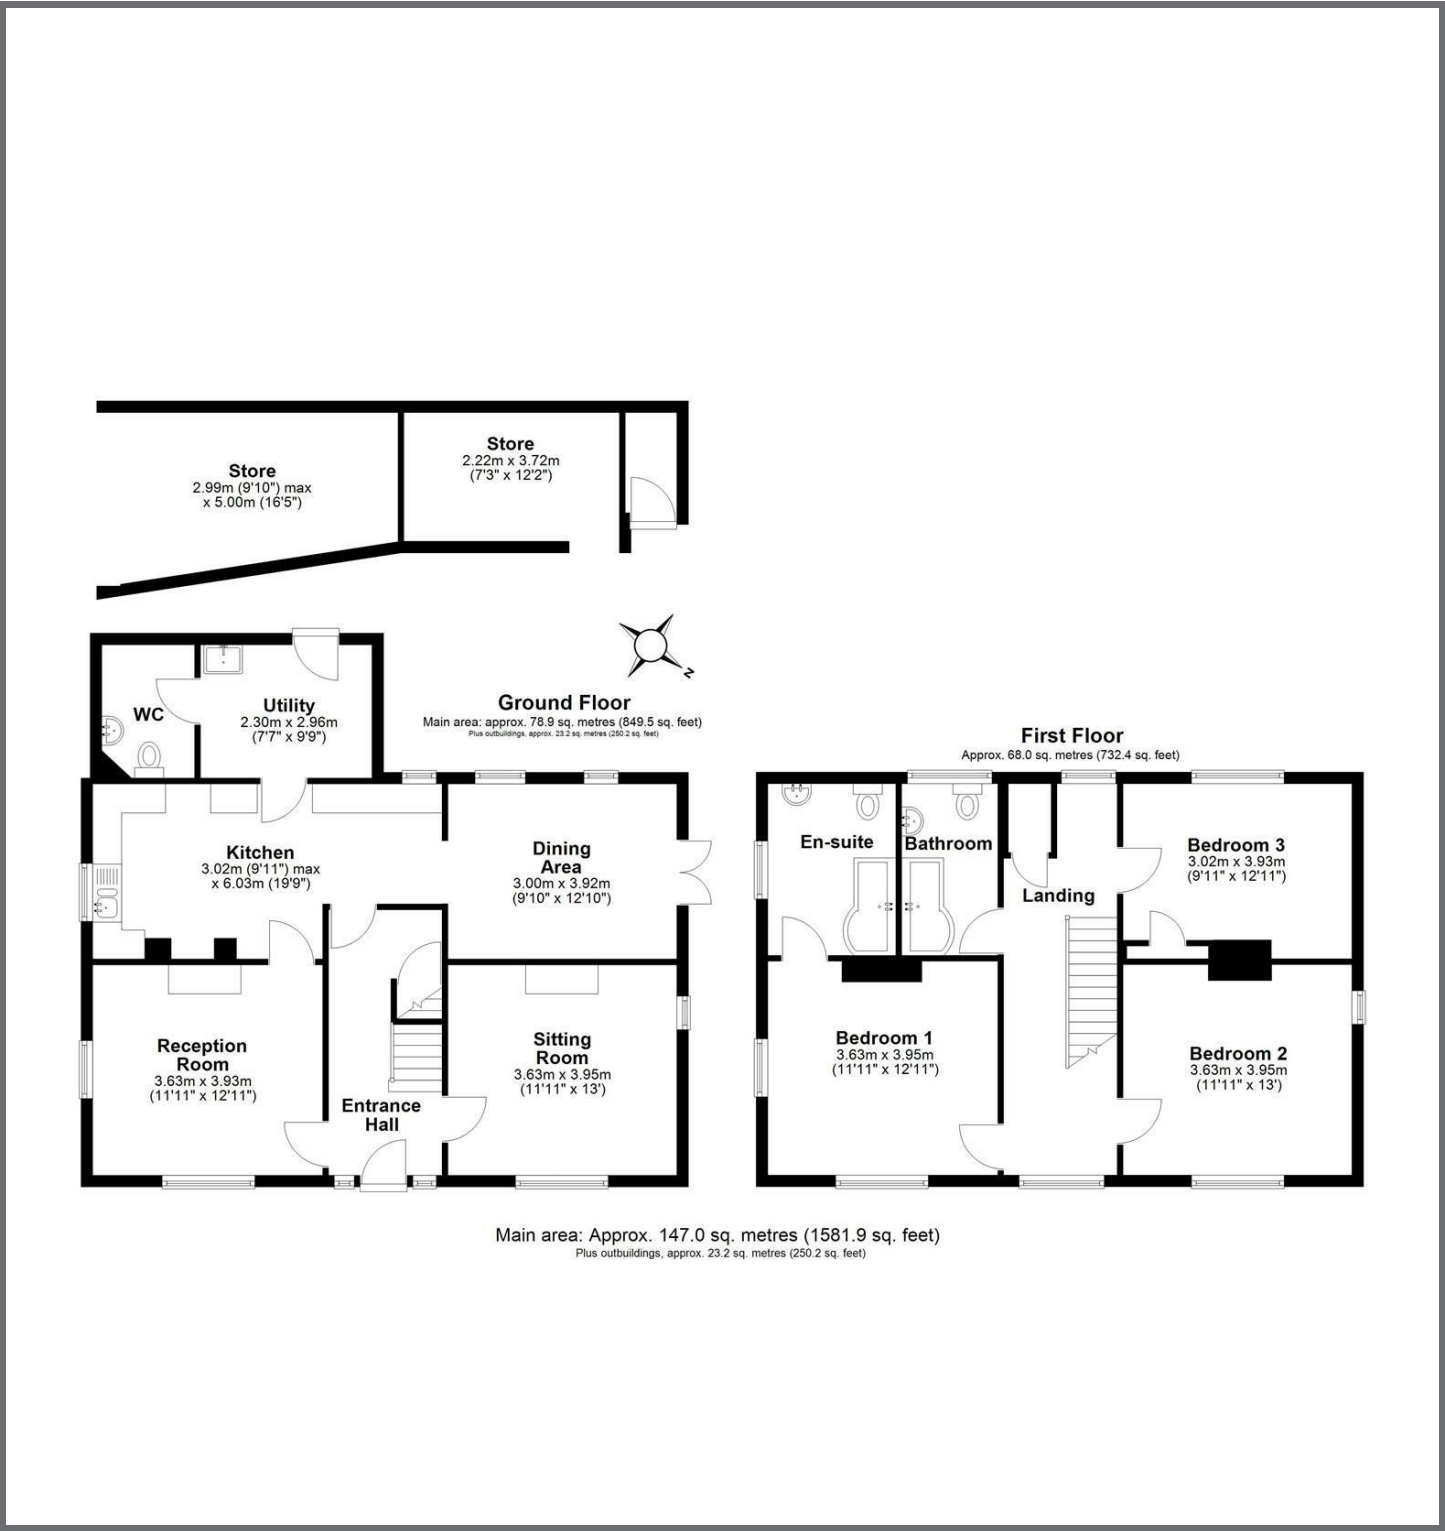 Store
2.99m (9'10") max
x 5.00m (16'5")
Store
2.22m x 3.72m
(7'3" x 12'2")
N
WC
Utility
2.30m x 2.96m
(7'7" x 9'9")
Ground Floor
Main area: approx. 78.9 sq. metres (849.5 sq. feet)
Plus outbuildings, approx. 23.2 sq. metres (250.2 sq. feet)
Kitchen
3.02m (9'11") max
x 6.03m (19'9")
Dining
Area
3.00m x 3.92m
(9'10" x 12'10")
Reception
Room
3.63m x 3.93m
(11'11" x 12'11")
Entrance
Hall
Sitting
Room
3.63m x 3.95m
(11'11" x 13')
First Floor
Approx. 68.0 sq. metres (732.4 sq. feet)
En-suite
Bathroom
Landing
Bedroom 3
3.02m x 3.93m
(9'11" x 12'11")
Bedroom 1
3.63m x 3.95m
(11'11" x 12'11")
Bedroom 2
3.63m x 3.95m
(11'11" x 13')
Main area: Approx. 147.0 sq. metres (1581.9 sq. feet)
Plus outbuildings, approx. 23.2 sq. metres (250.2 sq. feet)